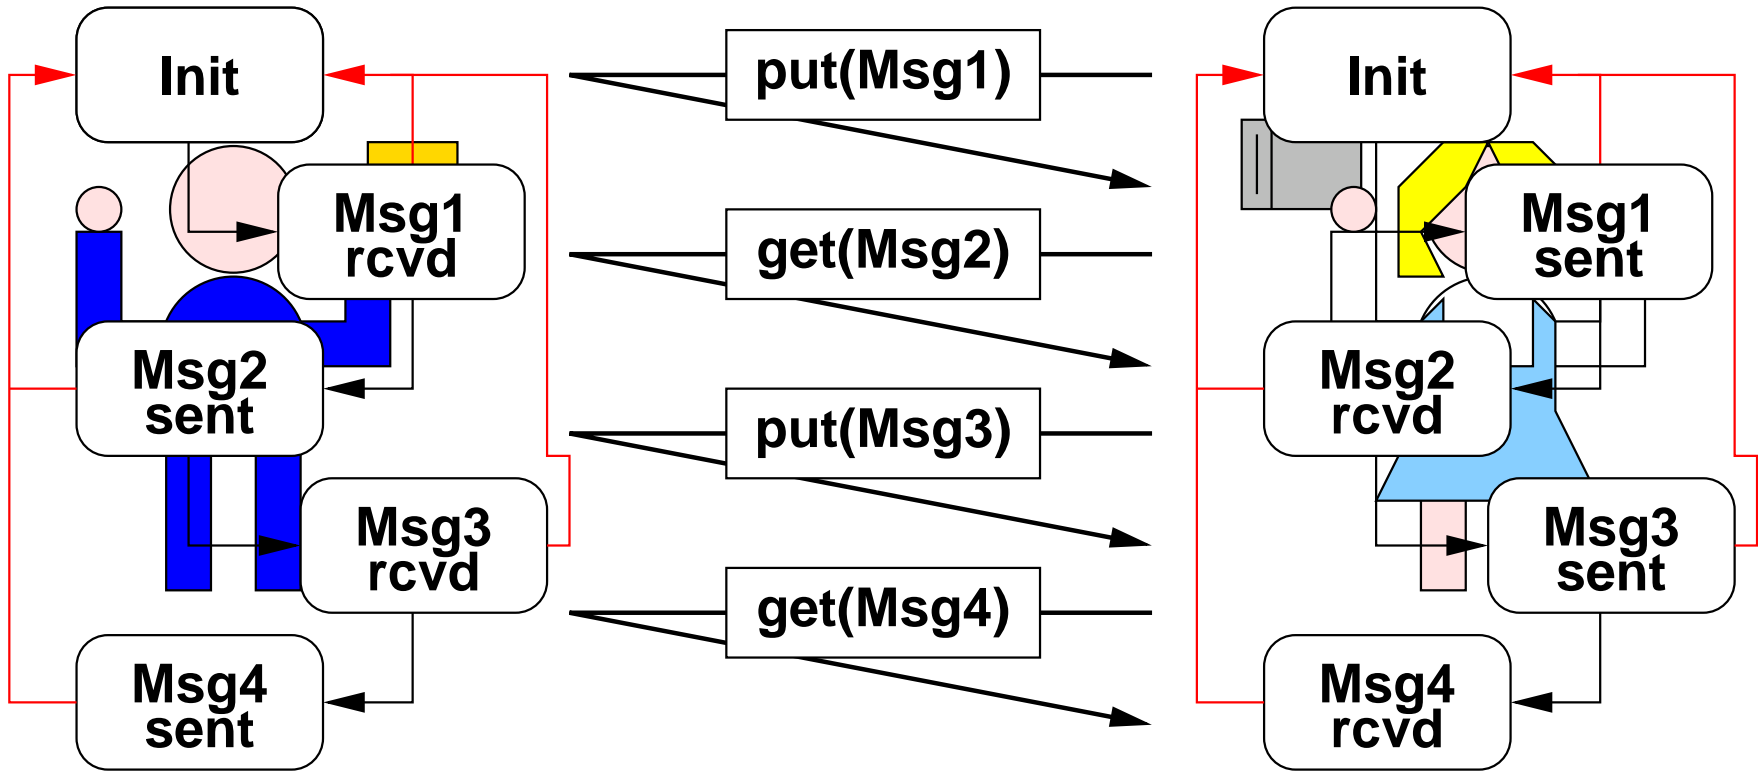 Init
Msg1
rcvd
Msg2
sent
Msg3
rcvd
Msg4
sent
put(Msg1)
get(Msg2)
put(Msg3)
get(Msg4)
Init
Msg1
sent
Msg2
rcvd
Msg3
sent
Msg4
rcvd